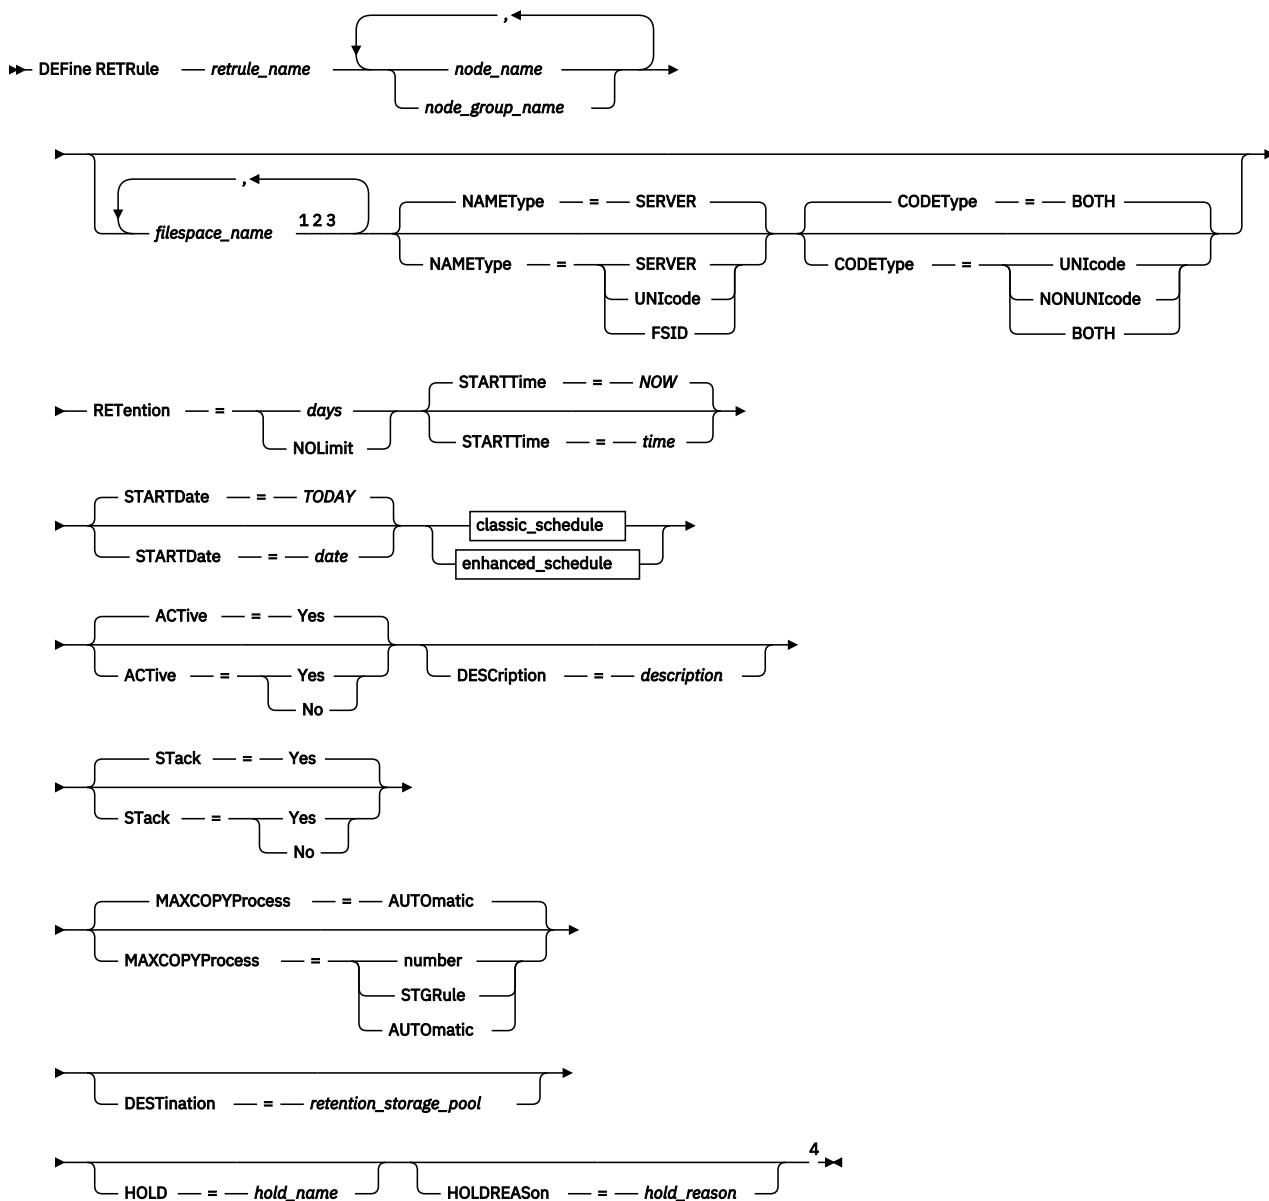 ,
DEFine RETRule retrule_name node_name
node_group_name
,
NAMEType = SERVER CODEType = BOTH
filespace_name 1 2 3
NAMEType = SERVER CODEType = UNIcode
UNIcode NONUNIcode
FSID BOTH
STARTTime = NOW
RETention = days
NOLimit STARTTime = time
STARTDate = TODAY
classic_schedule
STARTDate = date enhanced_schedule
ACTive = Yes
ACTive = Yes DESCription = description
No
STack = Yes
STack = Yes
No
MAXCOPYProcess = AUTOmatic
MAXCOPYProcess = number
STGRule
AUTOmatic
DESTination = retention_storage_pool
4
HOLD = hold_name HOLDREASon = hold_reason